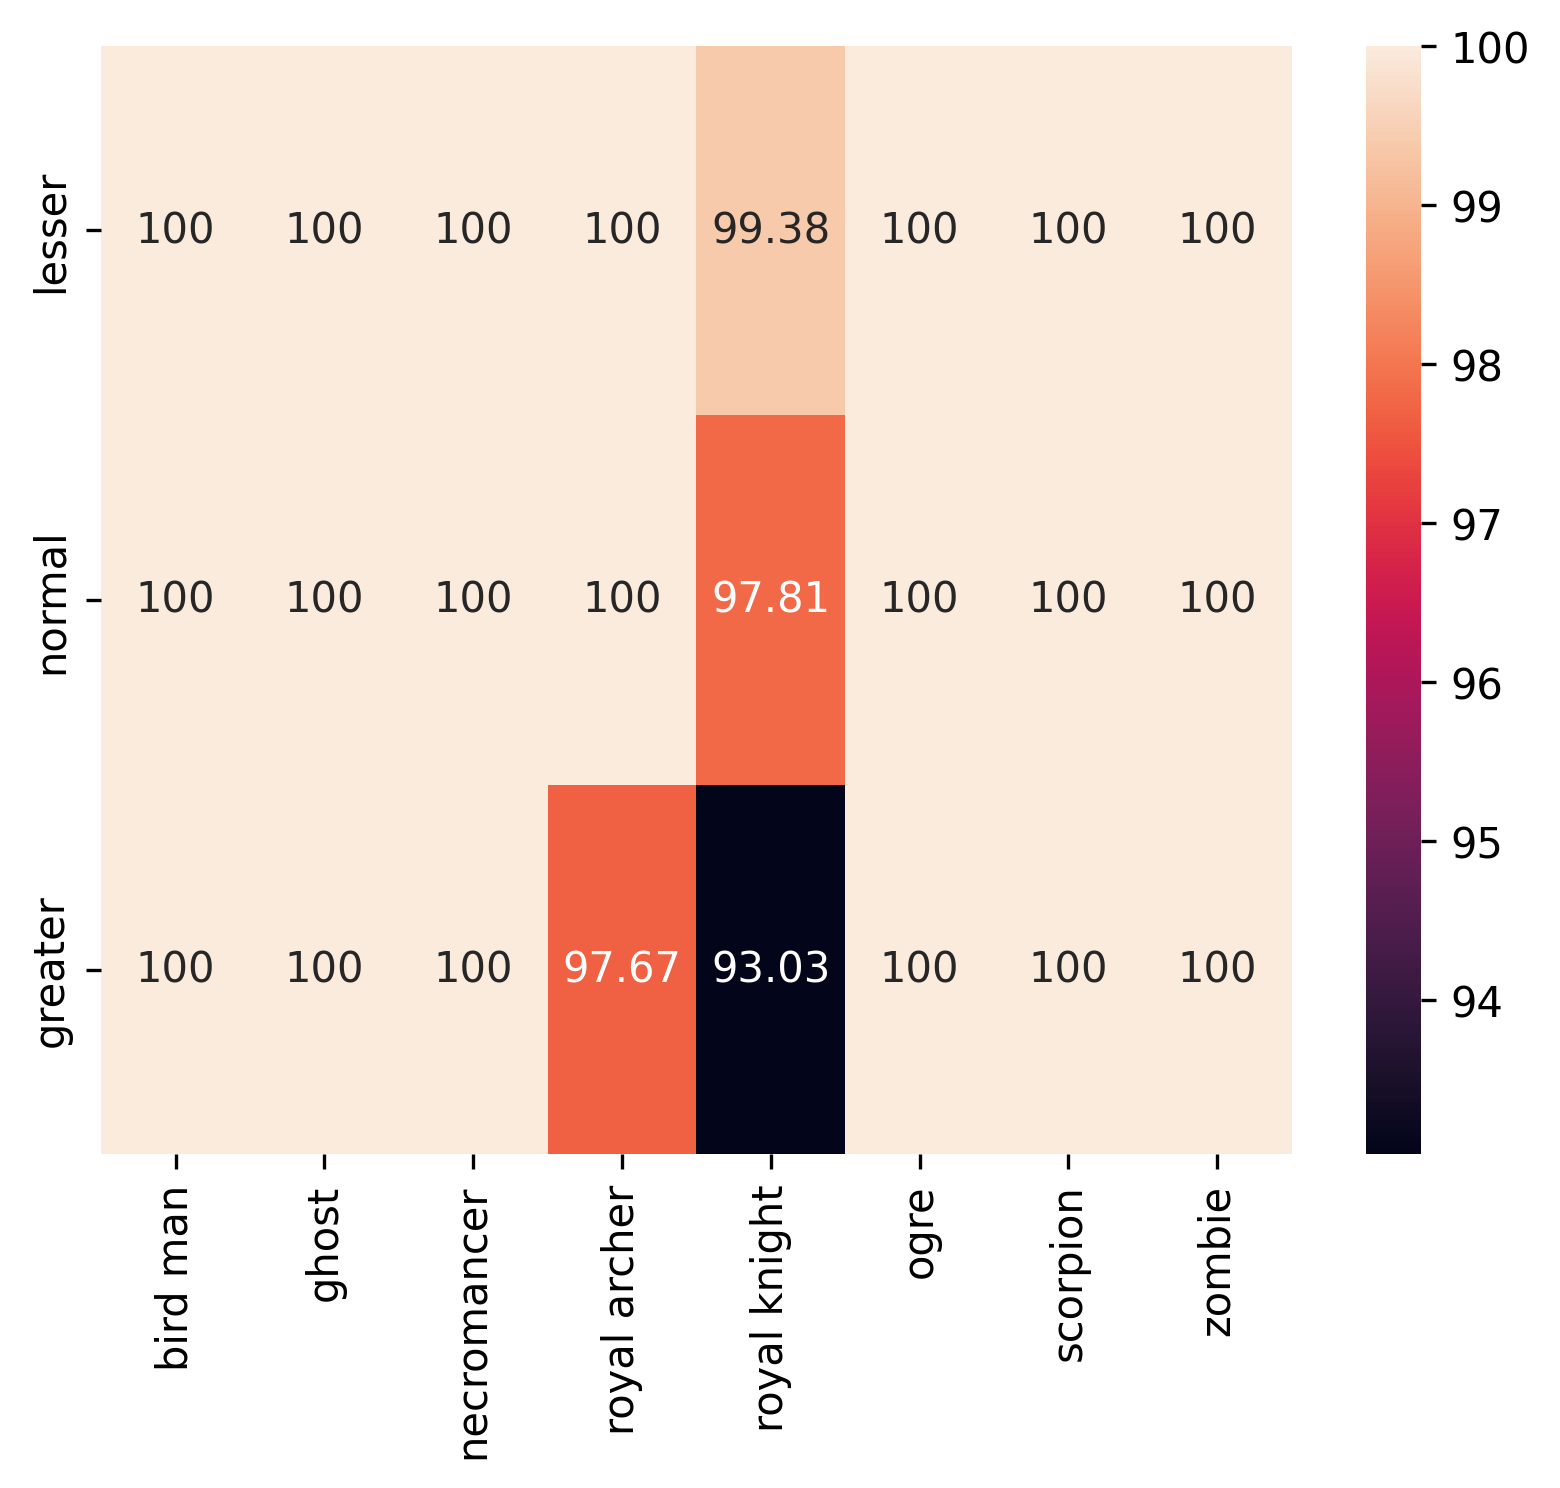 100
lesser 100 100 100 100 99.38 100 100 100
99
98
normal 100 100 100 100 97.81 100 100 100
97
96
95
greater 100 100 100 97.67 93.03 100 100 100
94
bird man
ghost
necromancer
royal archer
royal knight
ogre
scorpion
zombie